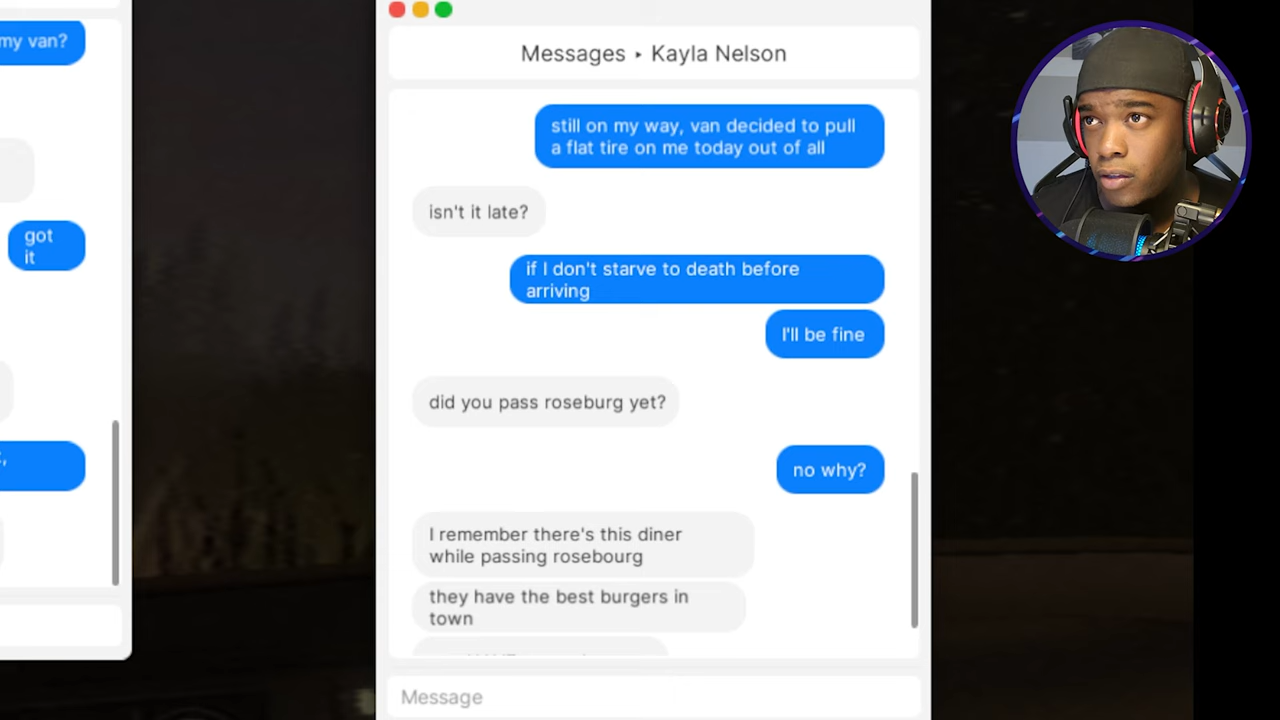 my van?
got
it
Messages ‣ Kayla Nelson
still on my way, van decided to pull
a flat tire on me today out of all
isn't it late?
if I don't starve to death before
arriving
I'll be fine
did you pass roseburg yet?
no why?
I remember there's this diner
while passing rosebourg
they have the best burgers in
town
Message